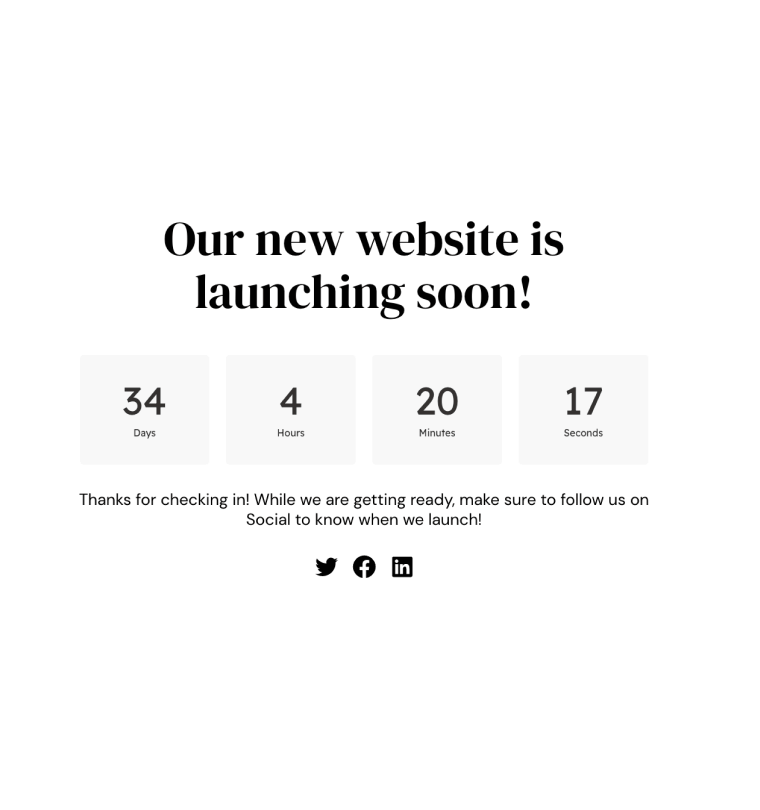 Our new website is
launching soon!
34
Days
4
Hours
20
Minutes
17
Seconds
Thanks for checking in! While we are getting ready, make sure to follow us on
Social to know when we launch!